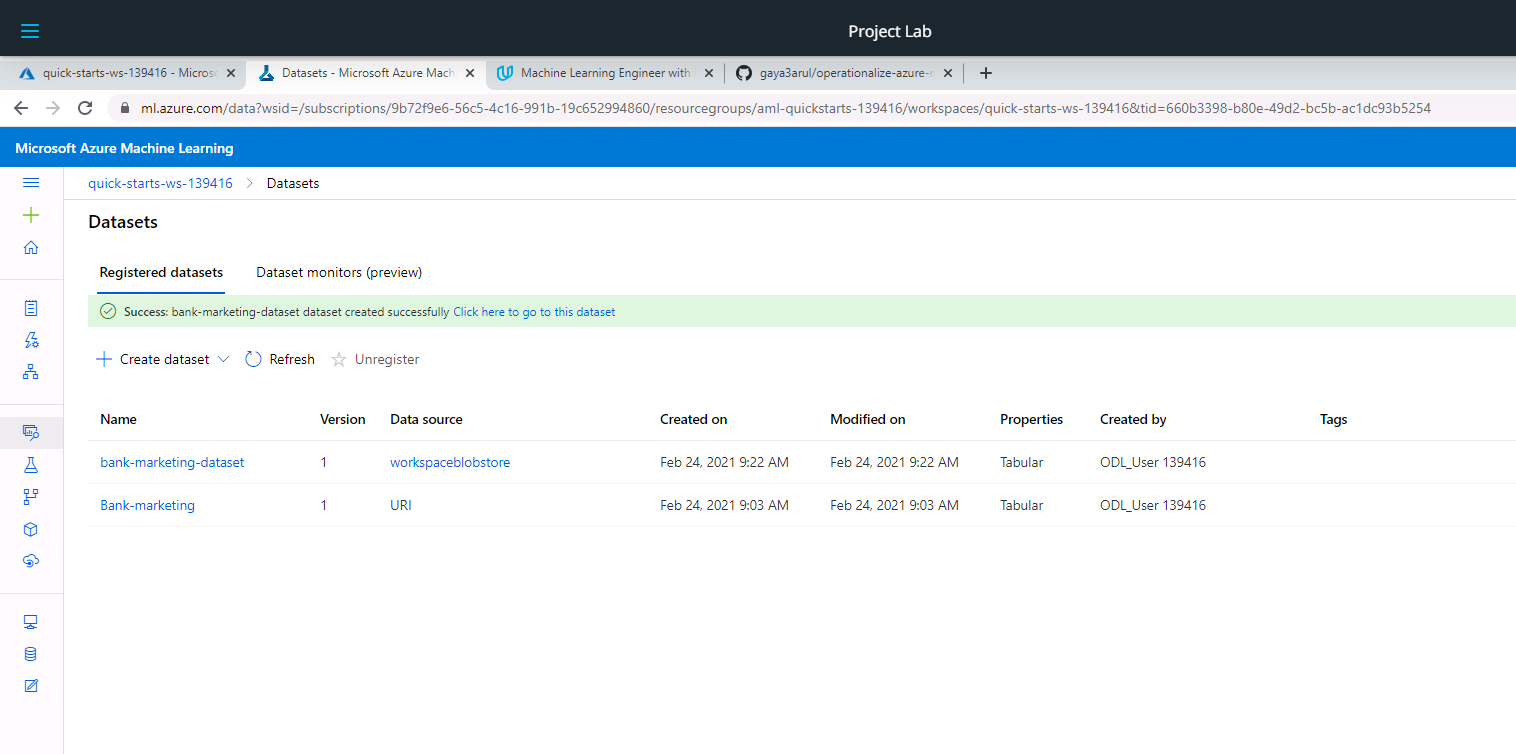 Project Lab
quick-starts-ws-139416 - Micros
Datasets - Microsoft Azure Mach
Machine Learning Engineer with
gaya3arul/operationalize-azure-
ml.azure.com/data?wsid=/subscriptions/9b72f9e6-56c5-4c16-991b-19c652994860/resourcegroups/aml-quickstarts-139416/workspaces/quick-starts-ws-139416&tid=660b3398-b80e-49d2-bc5b-ac1dc93b5254
Microsoft Azure Machine Learning
quick-starts-ws-139416 > Datasets
Datasets
Registered datasets Dataset monitors (preview)
Success: bank-marketing-dataset dataset created successfully Click here to go to this dataset
Create dataset Refresh Unregister
Name Version Data source Created on Modified on Properties Created by Tags
bank-marketing-dataset 1 workspaceblobstore Feb 24, 2021 9:22 AM Feb 24, 2021 9:22 AM Tabular ODL_User 139416
Bank-marketing 1 URI Feb 24, 2021 9:03 AM Feb 24, 2021 9:03 AM Tabular ODL_User 139416